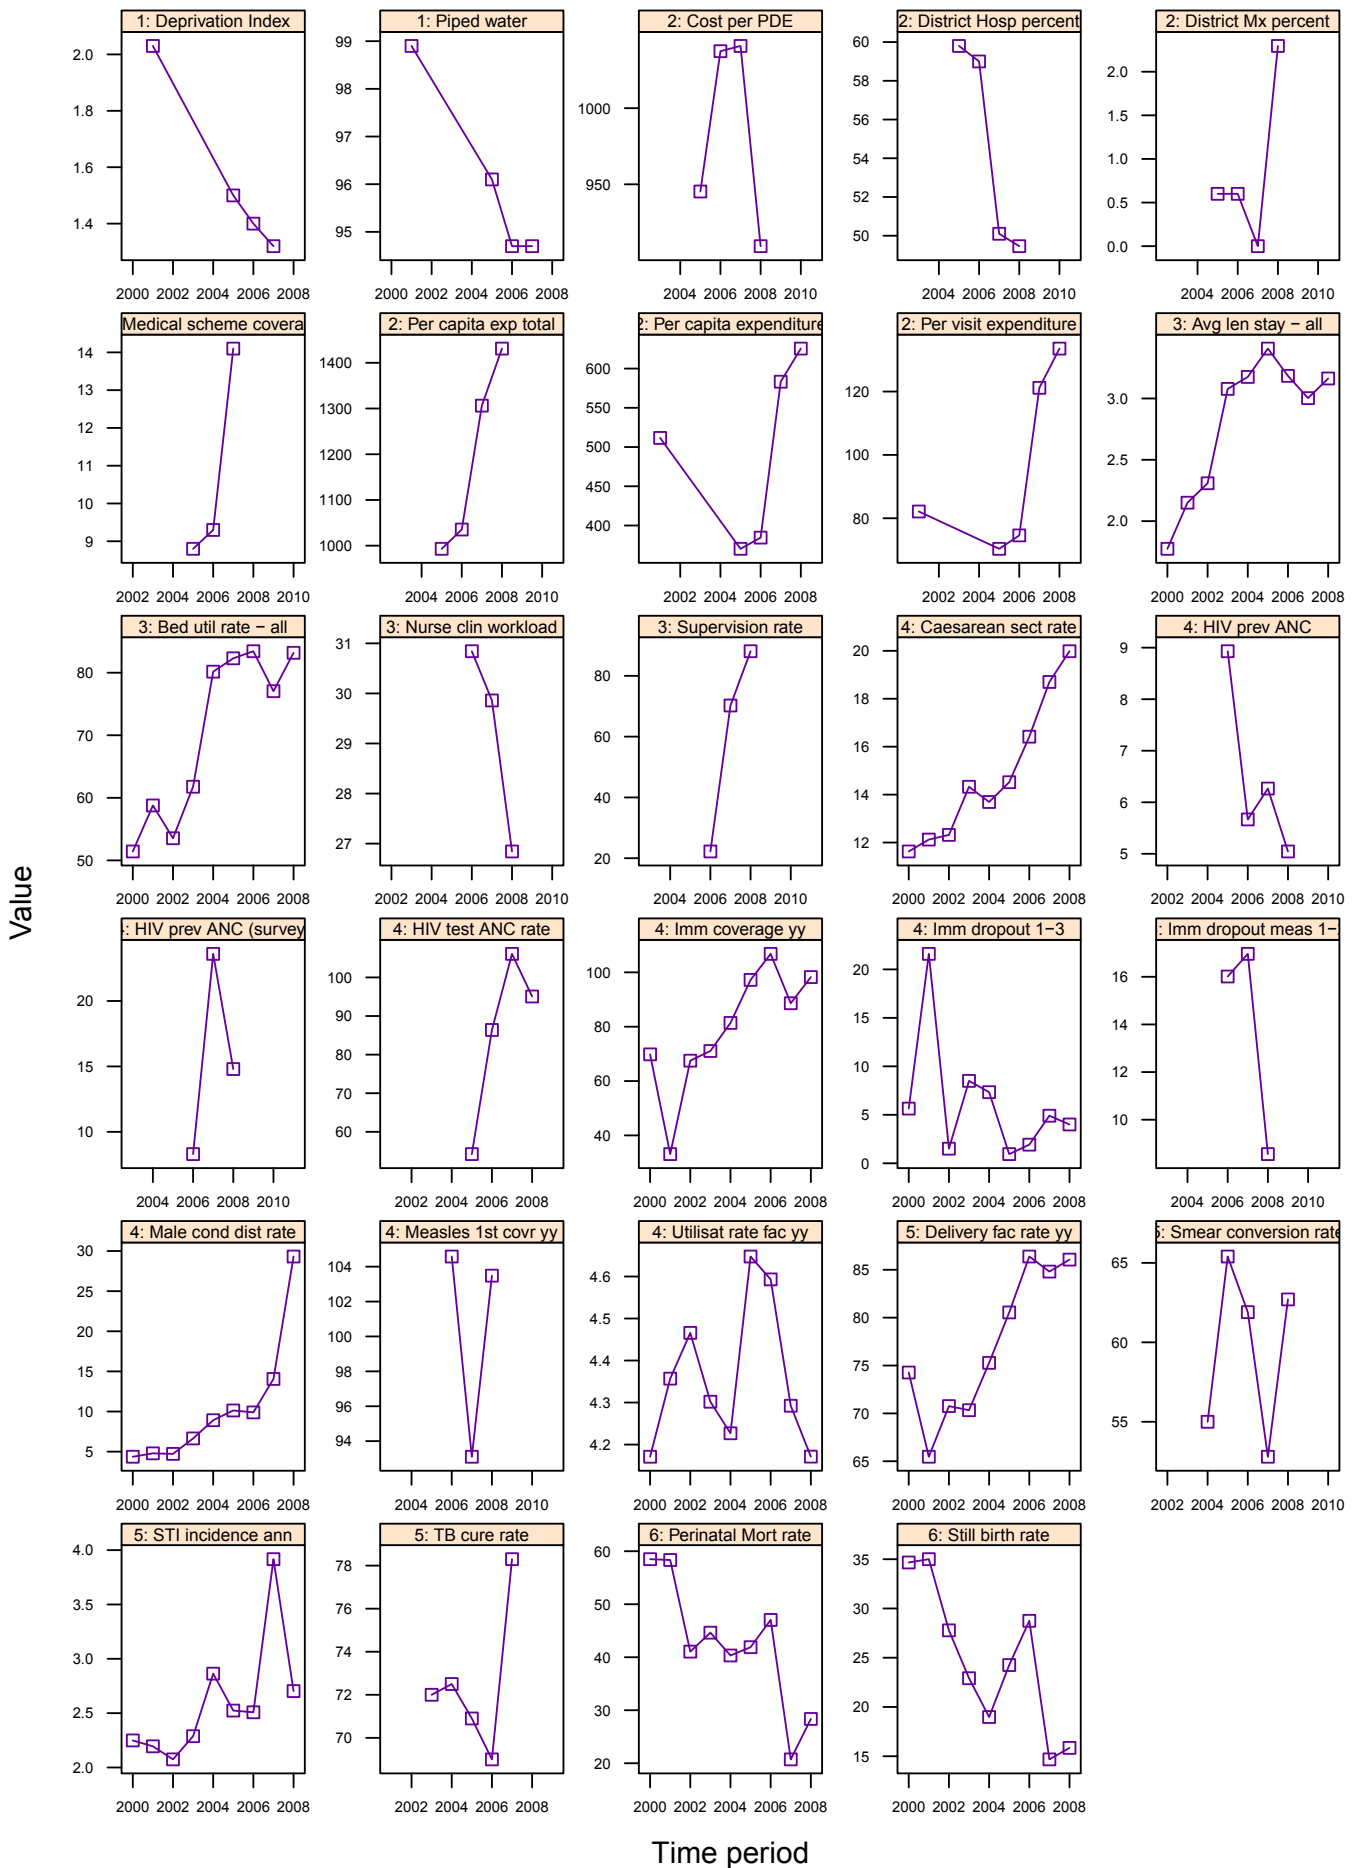 1: Deprivation Index
1: Piped water
2: Cost per PDE
2: District Hosp percent
2: District Mx percent
2.0
1.8
1.6
1.4
99
98
97
96
95
1000
950
60
58
56
54
52
50
2.0
1.5
1.0
0.5
0.0
2000 2002 2004 2006 2008
2000 2002 2004 2006 2008
2004 2006 2008 2010
2004 2006 2008 2010
2004 2006 2008 2010
Medical scheme covera
2: Per capita exp total
2: Per capita expenditure
2: Per visit expenditure
3: Avg len stay − all
14
13
12
11
10
9
1400
1300
1200
1100
1000
600
550
500
450
400
120
100
80
3.0
2.5
2.0
2002 2004 2006 2008 2010
2004 2006 2008 2010
2002 2004 2006 2008
2002 2004 2006 2008
2000 2002 2004 2006 2008
3: Bed util rate − all
3: Nurse clin workload
3: Supervision rate
4: Caesarean sect rate
4: HIV prev ANC
80
70
60
50
31
30
29
28
27
80
60
40
20
20
18
16
14
12
9
8
7
6
5
2000 2002 2004 2006 2008
2004 2006 2008 2010
2004 2006 2008 2010
2000 2002 2004 2006 2008
2002 2004 2006 2008 2010
Value
4: HIV prev ANC (survey
4: HIV test ANC rate
4: Imm coverage yy
4: Imm dropout 1−3
: Imm dropout meas 1−
20
15
10
100
90
80
70
60
100
80
60
40
20
15
10
5
0
16
14
12
10
2004 2006 2008 2010
2002 2004 2006 2008
2000 2002 2004 2006 2008
2000 2002 2004 2006 2008
2004 2006 2008 2010
4: Male cond dist rate
4: Measles 1st covr yy
4: Utilisat rate fac yy
5: Delivery fac rate yy
5: Smear conversion rate
30
25
20
15
10
5
104
102
100
98
96
94
4.6
4.5
4.4
4.3
4.2
85
80
75
70
65
65
60
55
2000 2002 2004 2006 2008
2004 2006 2008 2010
2000 2002 2004 2006 2008
2000 2002 2004 2006 2008
2002 2004 2006 2008 2010
5: STI incidence ann
5: TB cure rate
6: Perinatal Mort rate
6: Still birth rate
4.0
3.5
3.0
2.5
2.0
78
76
74
72
70
60
50
40
30
20
35
30
25
20
15
2000 2002 2004 2006 2008
2002 2004 2006 2008
2000 2002 2004 2006 2008
2000 2002 2004 2006 2008
Time period